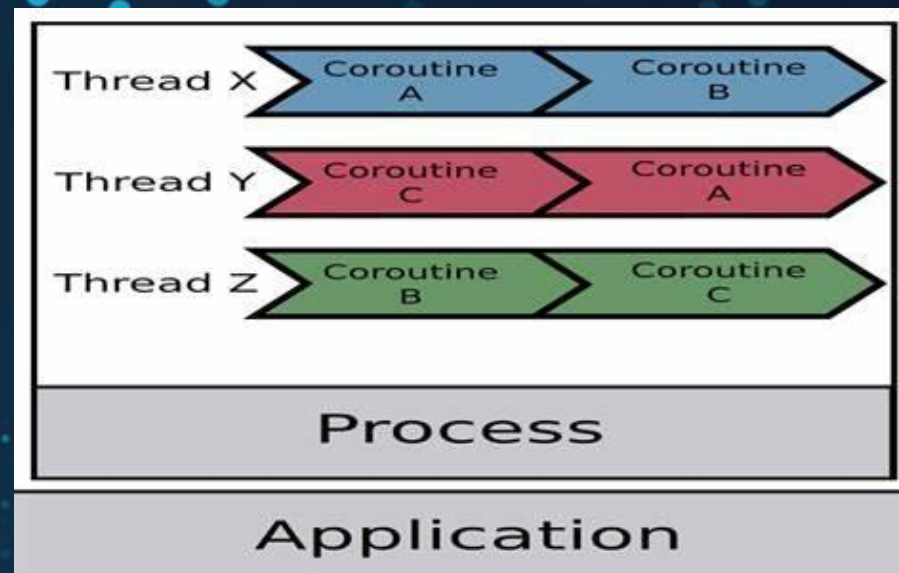 Thread X
Coroutine
A
Coroutine
B
Thread Y
Coroutine
C
Coroutine
A
Thread Z
Coroutine
B
Coroutine
C
Process
Application